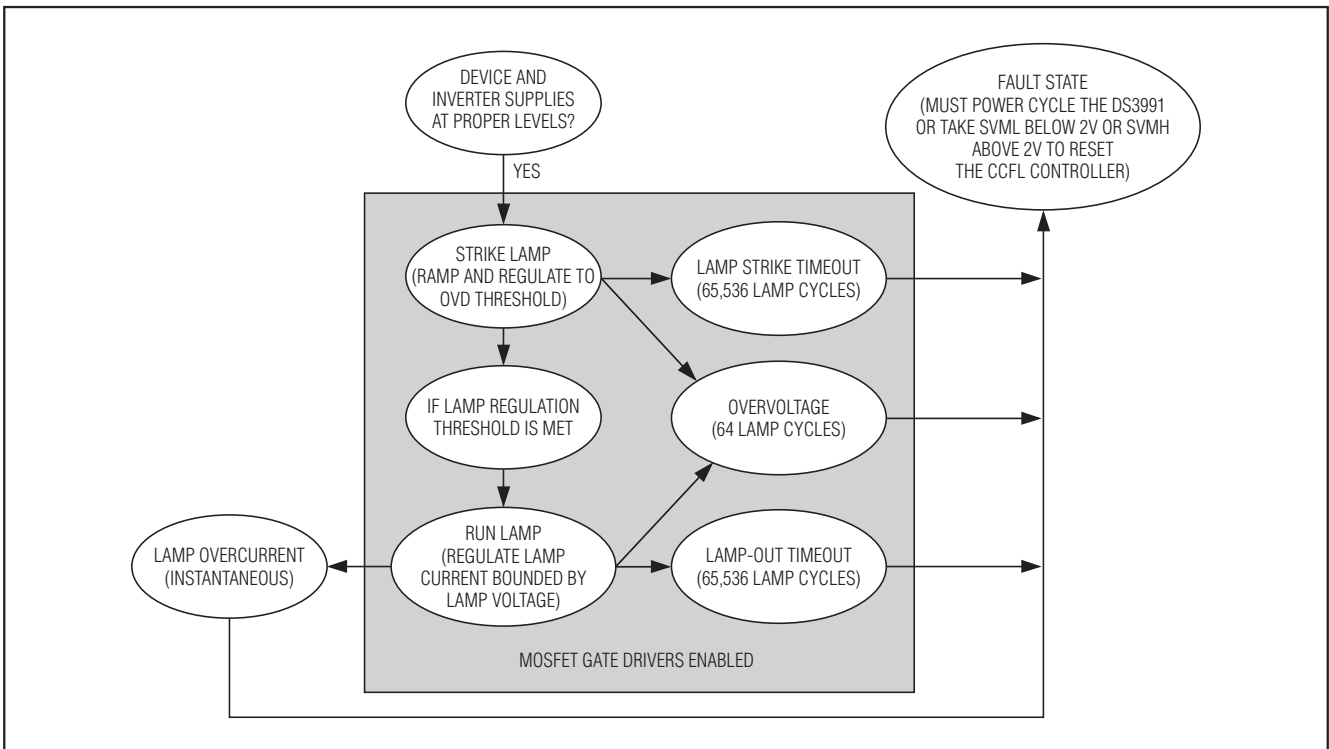 DEVICE AND
INVERTER SUPPLIES
AT PROPER LEVELS?
FAULT STATE
(MUST POWER CYCLE THE DS3991
OR TAKE SVML BELOW 2V OR SVMH
ABOVE 2V TO RESET
THE CCFL CONTROLLER)
YES
STRIKE LAMP
(RAMP AND REGULATE TO
OVD THRESHOLD)
LAMP STRIKE TIMEOUT
(65,536 LAMP CYCLES)
IF LAMP REGULATION
THRESHOLD IS MET
OVERVOLTAGE
(64 LAMP CYCLES)
LAMP OVERCURRENT
(INSTANTANEOUS)
RUN LAMP
(REGULATE LAMP
CURRENT BOUNDED BY
LAMP VOLTAGE)
LAMP-OUT TIMEOUT
(65,536 LAMP CYCLES)
MOSFET GATE DRIVERS ENABLED